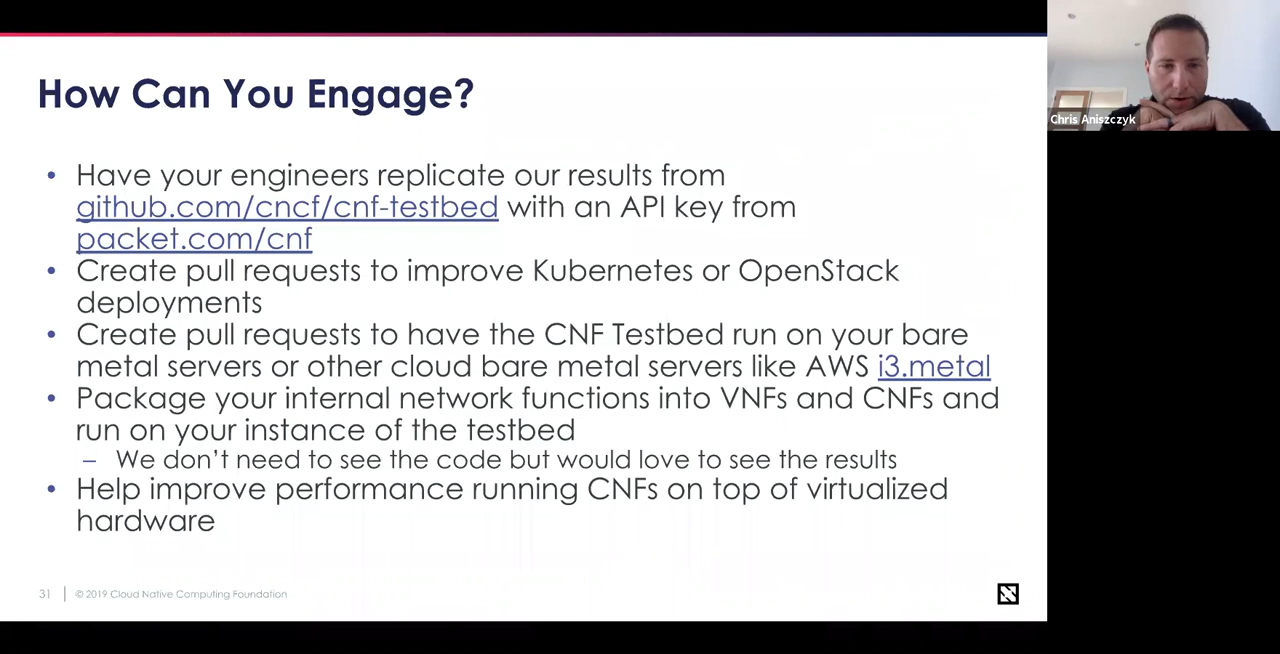 How Can You Engage?
• Have your engineers replicate our results from
github.com/cncf/cnf-testbed with an API key from
packet.com/cnf
• Create pull requests to improve Kubernetes or OpenStack
deployments
• Create pull requests to have the CNF Testbed run on your bare
metal servers or other cloud bare metal servers like AWS i3.metal
• Package your internal network functions into VNFs and CNFs and
run on your instance of the testbed
– We don’t need to see the code but would love to see the results
• Help improve performance running CNFs on top of virtualized
hardware
31 | © 2019 Cloud Native Computing Foundation
Chris Aniszczyk